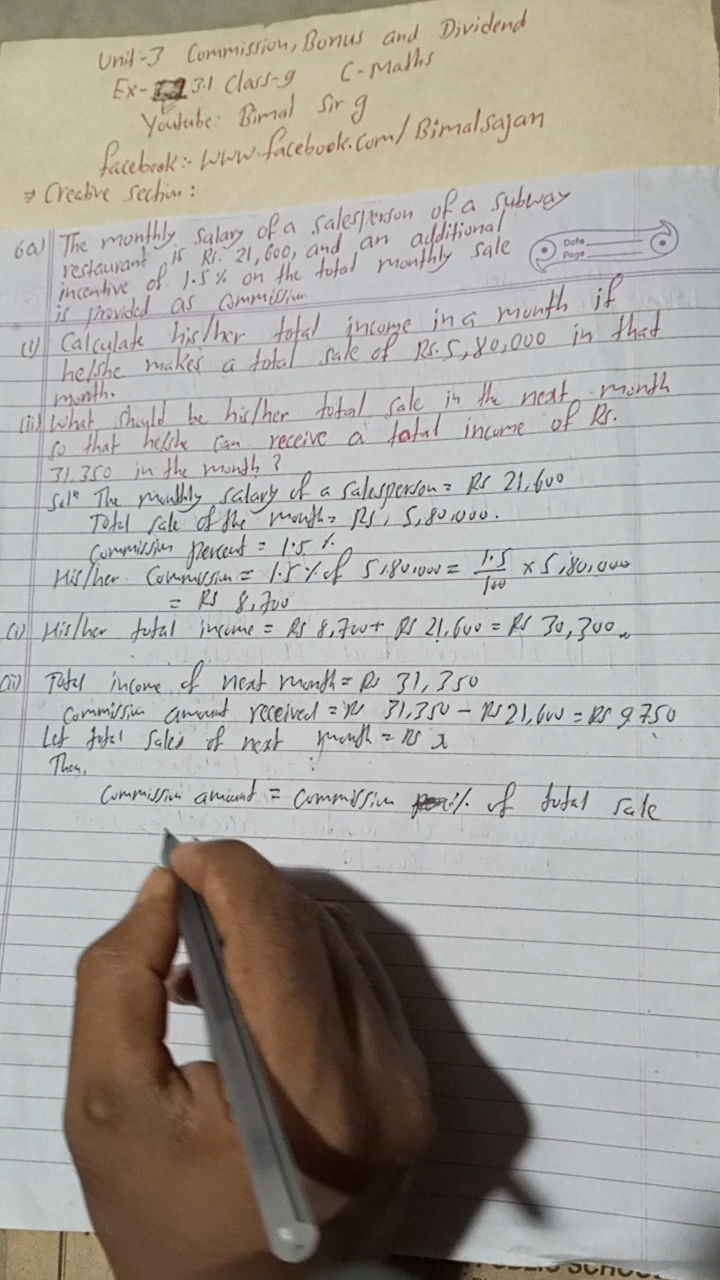 Unit-3 Commission, Bonus and Dividend
Ex- 3.1 Class-9 C-Maths
Youtube: Bimal Sir g
facebook:- www.facebook.com/Bimalsajan
⇒ Creative section:
6a) The monthly salary of a salesperson of a subway
restaurant is Rs. 21,600, and an additional
incentive of 1.5% on the total monthly sale
is provided as commission.
Date
Page
(i) Calculate his/her total income in a month if
he/she makes a total sale of Rs. 5,80,000 in that
month.
(ii) What should be his/her total sale in the next month
so that he/she can receive a total income of Rs.
31,350 in the month?
Solⁿ The monthly salary of a salesperson = Rs 21,600
Total sale of the month = Rs, 5,80,000.
Commission percent = 1.5%
His/her commission = 1.5% of 5,80,000 = 1.5/100 × 5,80,000
= Rs 8,700
(i) His/her total income = Rs 8,700 + Rs 21,600 = Rs 30,300
(ii) Total income of next month = Rs 31,350
Commission amount received = Rs 31,350 - Rs 21,600 = Rs 9750
Let total sales of next month = Rs x
Then,
Commission amount = Commission % of total sale